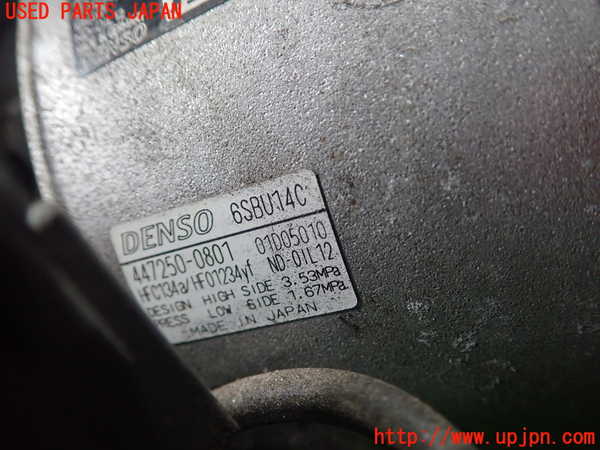 USED PARTS JAPAN
DENSO
DENSO 6SBU14C
447250-0801 01D05010
HFC134a/HFO1234yf ND-OIL12
DESIGN HIGH SIDE 3.53MPa
PRESS LOW SIDE 1.67MPa.
MADE IN JAPAN
http://www.upjpn.com/